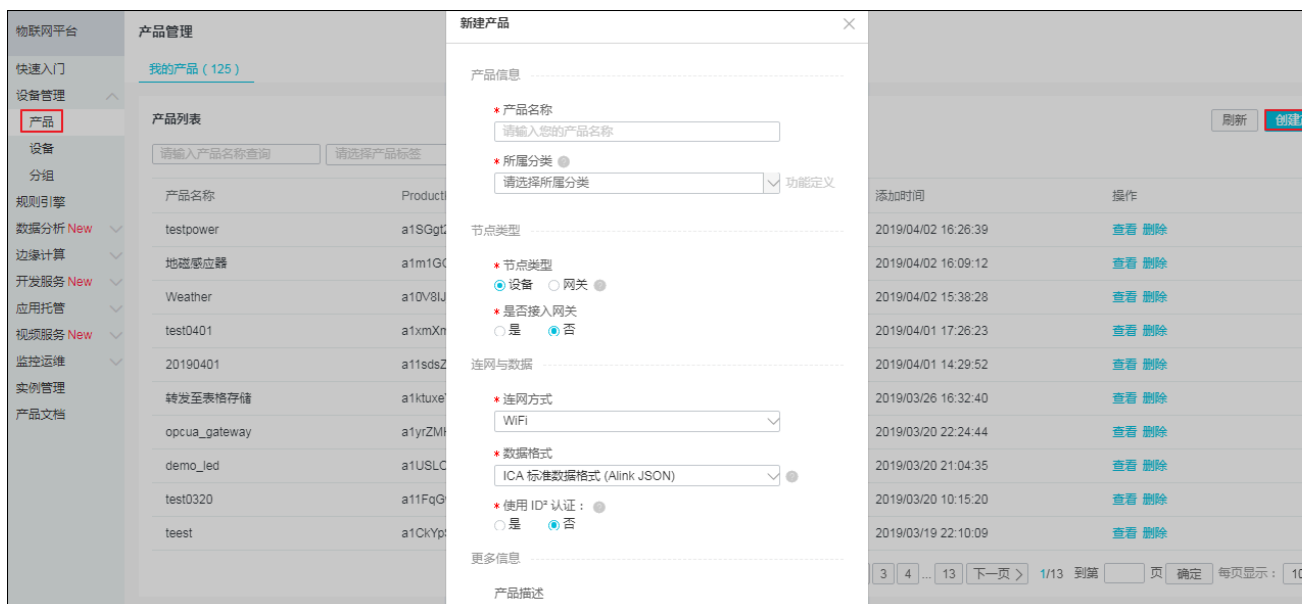 物联网平台
快速入门
设备管理
产品
设备
分组
规则引擎
数据分析 New
边缘计算
开发服务 New
应用托管
视频服务 New
监控运维
实例管理
产品文档
产品管理
我的产品（125）
产品列表
刷新
请输入产品名称查询 请选择产品标签
产品名称 添加时间 操作
testpower 2019/04/02 16:26:39 查看 删除
地磁感应器 2019/04/02 16:09:12 查看 删除
Weather 2019/04/02 15:38:28 查看 删除
test0401 2019/04/01 17:26:23 查看 删除
20190401 2019/04/01 14:29:52 查看 删除
转发至表格存储 2019/03/26 16:32:40 查看 删除
opcua_gateway 2019/03/20 22:24:44 查看 删除
demo_led 2019/03/20 21:04:35 查看 删除
test0320 2019/03/20 10:15:20 查看 删除
teest 2019/03/19 22:10:09 查看 删除
3 4 ... 13 下一页 > 1/13 到第 页 确定 每页显示： 10
新建产品
产品信息
* 产品名称
请输入您的产品名称
* 所属分类
请选择所属分类 功能定义
节点类型
* 节点类型
设备 网关
* 是否接入网关
是 否
连网与数据
* 连网方式
WiFi
* 数据格式
ICA 标准数据格式 (Alink JSON)
* 使用 ID² 认证：
是 否
更多信息
产品描述